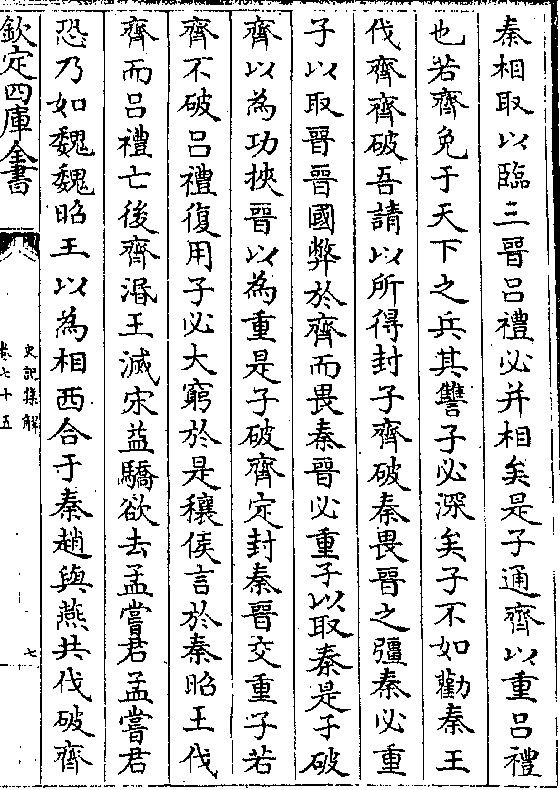 秦相取以臨三晉吕禮必并相矣是子通齊以重吕禮
也若齊免于天下之兵其讐子必深矣子不如勸秦王
伐齊齊破吾請以所得封子齊破秦畏晉之彊秦必重
子以取晉晉國弊於齊而畏秦晉必重子以取秦是子破
齊以為功挾晉以為重是子破齊定封秦晉交重子若
齊不破吕禮復用子必大窮於是穰侯言於秦昭王伐
齊而吕禮亡後齊湣王滅宋益驕欲去孟嘗君孟嘗君
恐乃如魏魏昭王以為相西合于秦趙與燕共伐破齊
欽定四庫全書
史記集解
卷七十五
七